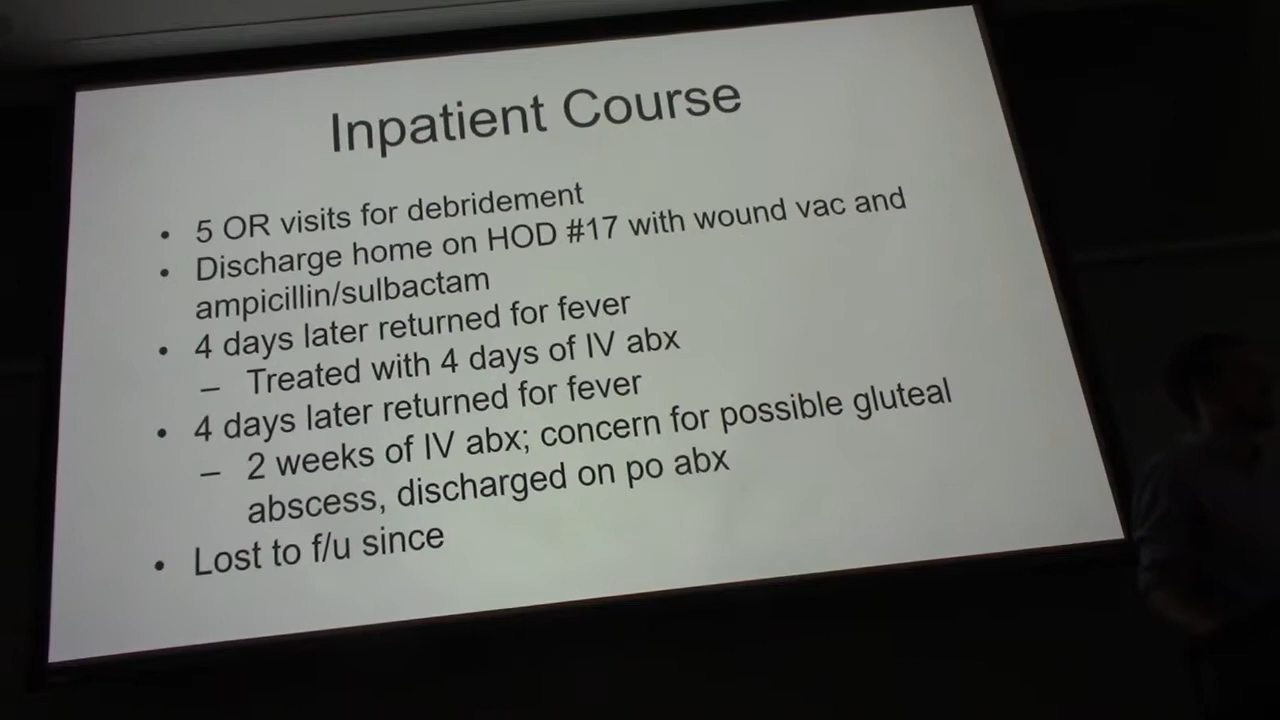 Inpatient Course
• 5 OR visits for debridement
• Discharge home on HOD #17 with wound vac and
ampicillin/sulbactam
• 4 days later returned for fever
– Treated with 4 days of IV abx
• 4 days later returned for fever
– 2 weeks of IV abx; concern for possible gluteal
abscess, discharged on po abx
• Lost to f/u since